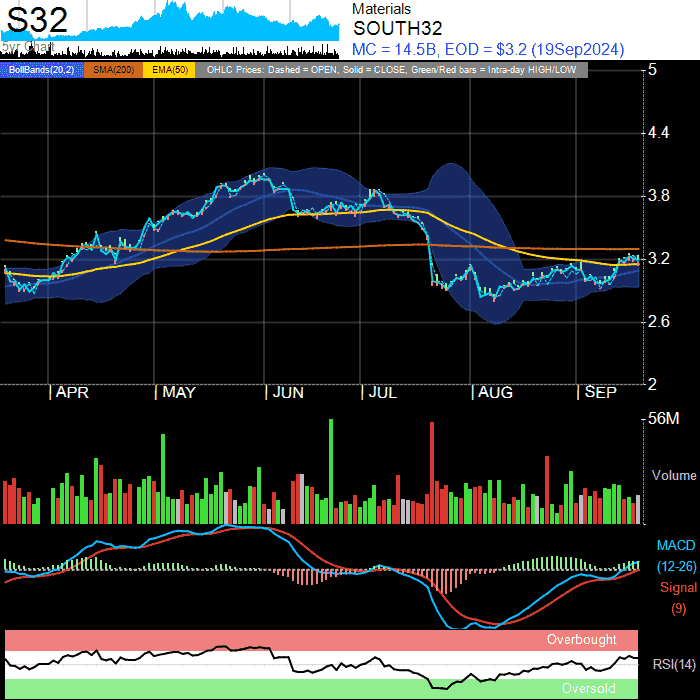 S32
5yr Chart
Materials
SOUTH32
MC = 14.5B, EOD = $3.2 (19Sep2024)
BollBands(20,2) SMA(200) EMA(50) OHLC Prices: Dashed = OPEN, Solid = CLOSE, Green/Red bars = Intra-day HIGH/LOW
5
4.4
3.8
3.2
2.6
2
APR MAY JUN JUL AUG SEP
56M
Volume
MACD
(12-26)
Signal
(9)
Overbought
RSI(14)
Oversold